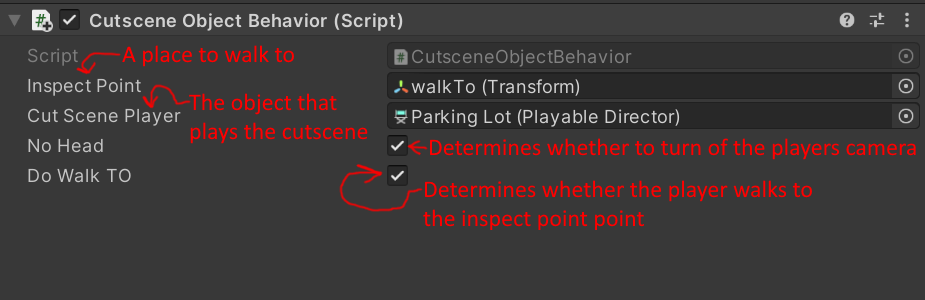 Cutscene Object Behavior (Script)
Script
A place to walk to
CutsceneObjectBehavior
Inspect Point
walkTo (Transform)
The object that
plays the cutscene
Cut Scene Player
Parking Lot (Playable Director)
No Head
Determines whether to turn of the players camera
Do Walk TO
Determines whether the player walks to
the inspect point point